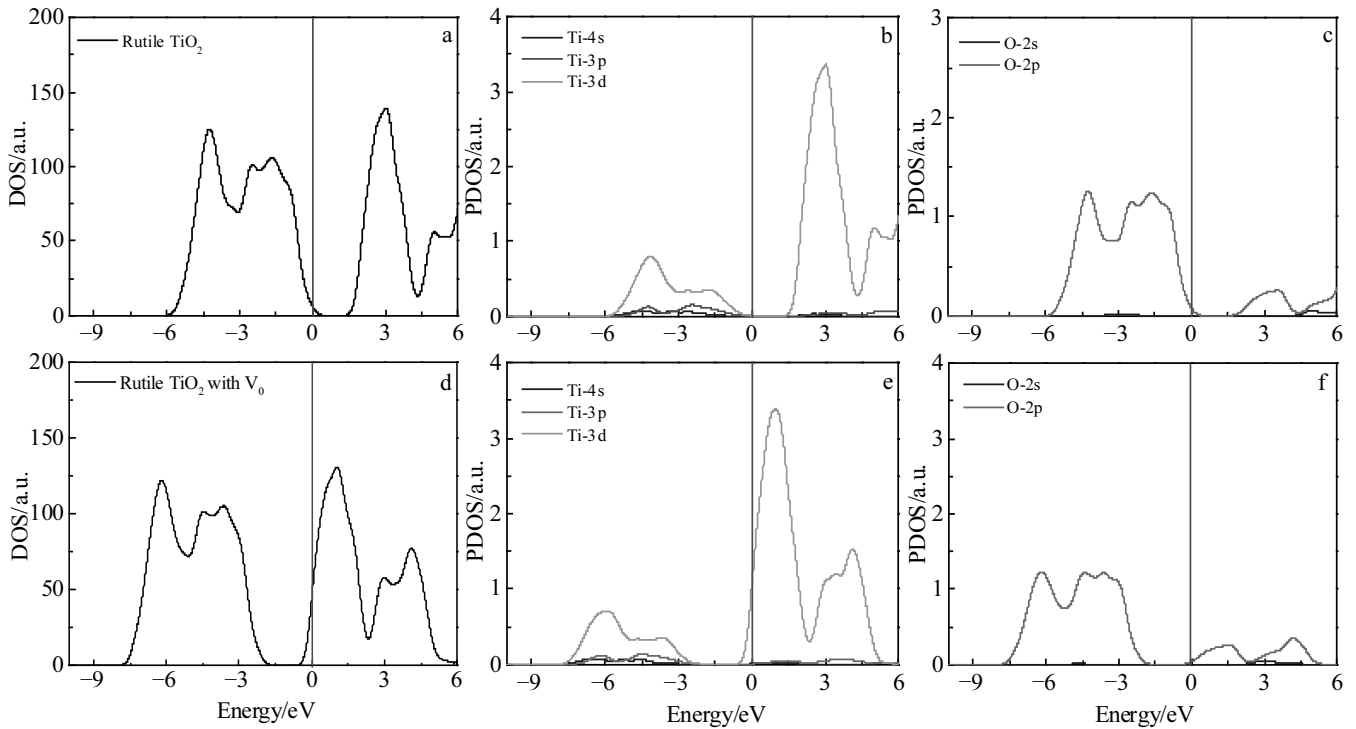 a
Rutile TiO₂
200
150
100
50
0
DOS/a.u.
−9 −6 −3 0 3 6
b
Ti-4s
Ti-3p
Ti-3d
4
3
2
1
0
PDOS/a.u.
−9 −6 −3 0 3 6
c
O-2s
O-2p
3
2
1
0
PDOS/a.u.
−9 −6 −3 0 3 6
d
Rutile TiO₂ with V₀
200
150
100
50
0
DOS/a.u.
−9 −6 −3 0 3 6
Energy/eV
e
Ti-4s
Ti-3p
Ti-3d
4
3
2
1
0
PDOS/a.u.
−9 −6 −3 0 3 6
Energy/eV
f
O-2s
O-2p
4
3
2
1
0
PDOS/a.u.
−9 −6 −3 0 3 6
Energy/eV